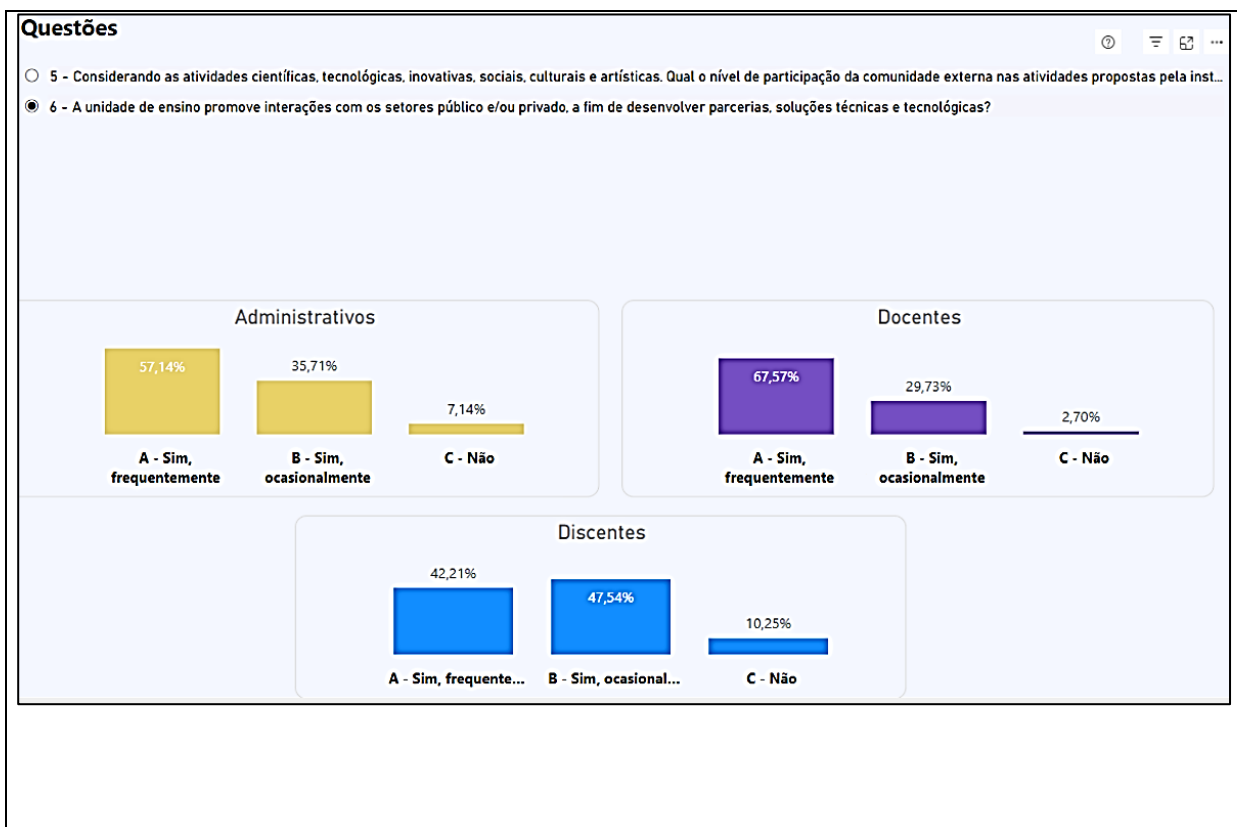 Questões
5 - Considerando as atividades científicas, tecnológicas, inovativas, sociais, culturais e artísticas. Qual o nível de participação da comunidade externa nas atividades propostas pela inst...
6 - A unidade de ensino promove interações com os setores público e/ou privado, a fim de desenvolver parcerias, soluções técnicas e tecnológicas?
Administrativos
57,14%
35,71%
7,14%
A - Sim,
frequentemente
B - Sim,
ocasionalmente
C - Não
Docentes
67,57%
29,73%
2,70%
A - Sim,
frequentemente
B - Sim,
ocasionalmente
C - Não
Discentes
42,21%
47,54%
10,25%
A - Sim, frequente...
B - Sim, ocasional...
C - Não